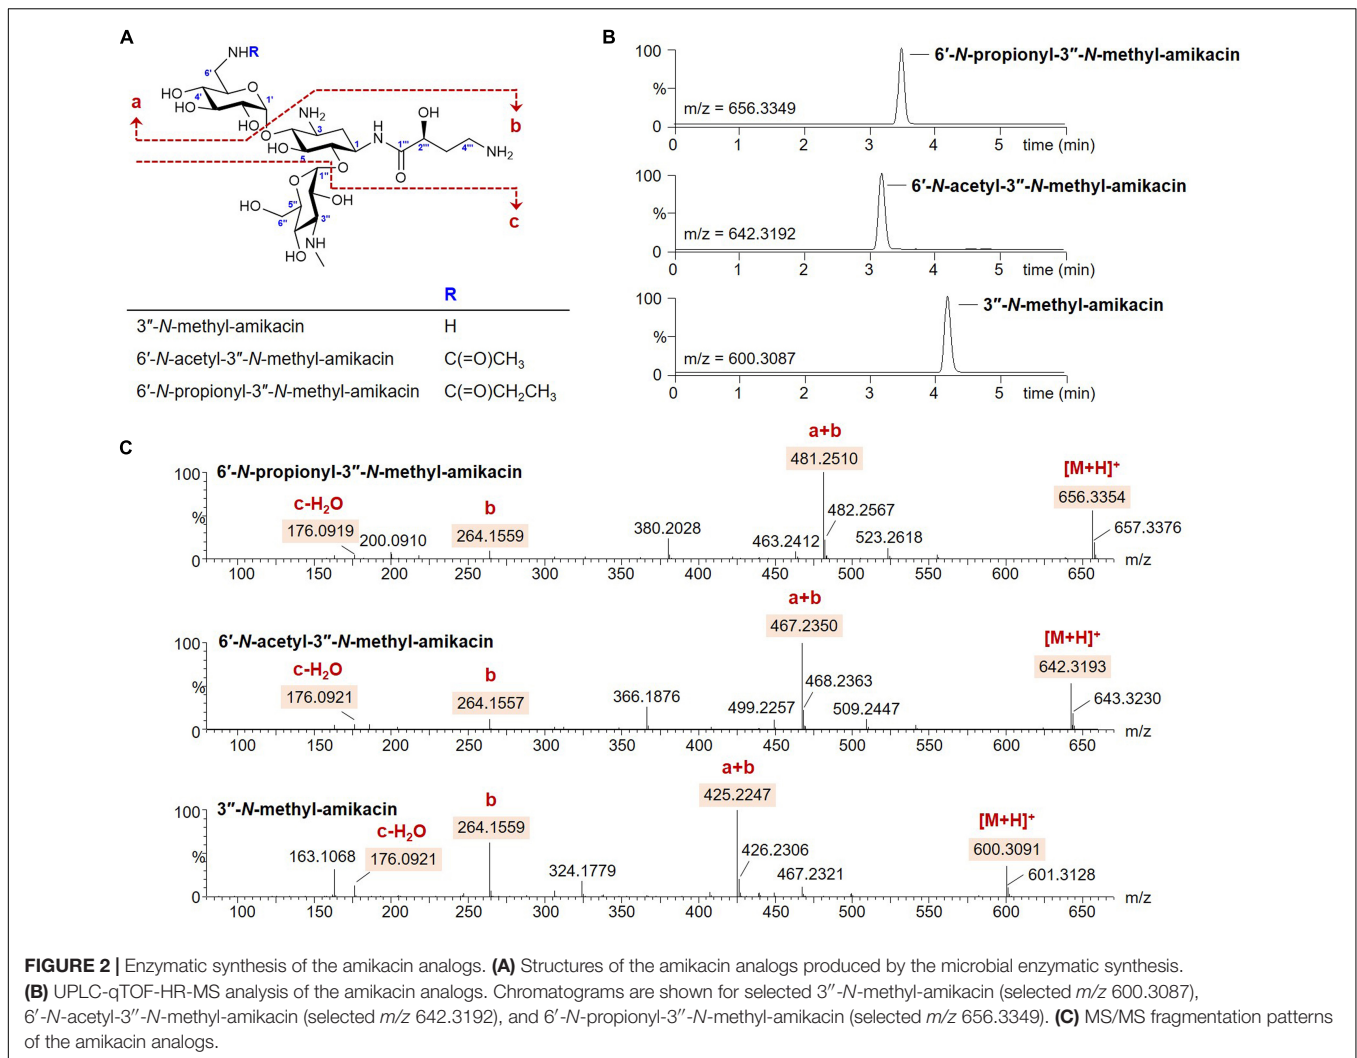 A
NHR
6'
HO
4'
HO
O
1'
HO
HO
a
O
NH2
3
HO
5
1
H
N
OH
1'''
2'''
4'''
NH2
O
b
O
1''
O
5''
HO
6''
OH
3''
NH
HO
c
R
3″-N-methyl-amikacin H
6′-N-acetyl-3″-N-methyl-amikacin C(=O)CH3
6′-N-propionyl-3″-N-methyl-amikacin C(=O)CH2CH3
B
100
6′-N-propionyl-3″-N-methyl-amikacin
%
m/z = 656.3349
0
0 1 2 3 4 5 time (min)
100
6′-N-acetyl-3″-N-methyl-amikacin
%
m/z = 642.3192
0
0 1 2 3 4 5 time (min)
100
3″-N-methyl-amikacin
%
m/z = 600.3087
0
0 1 2 3 4 5 time (min)
C
100
6′-N-propionyl-3″-N-methyl-amikacin
a+b
481.2510
[M+H]+
656.3354
c-H2O
176.0919
200.0910
b
264.1559
380.2028
463.2412
482.2567
523.2618
657.3376
%
0
100 150 200 250 300 350 400 450 500 550 600 650 m/z
100
6′-N-acetyl-3″-N-methyl-amikacin
a+b
467.2350
[M+H]+
642.3193
c-H2O
176.0921
b
264.1557
366.1876
499.2257
468.2363
509.2447
643.3230
%
0
100 150 200 250 300 350 400 450 500 550 600 650 m/z
100
3″-N-methyl-amikacin
a+b
425.2247
b
264.1559
[M+H]+
600.3091
163.1068
c-H2O
176.0921
324.1779
426.2306
467.2321
601.3128
%
0
100 150 200 250 300 350 400 450 500 550 600 650 m/z
FIGURE 2 | Enzymatic synthesis of the amikacin analogs. (A) Structures of the amikacin analogs produced by the microbial enzymatic synthesis.
(B) UPLC-qTOF-HR-MS analysis of the amikacin analogs. Chromatograms are shown for selected 3″-N-methyl-amikacin (selected m/z 600.3087),
6′-N-acetyl-3″-N-methyl-amikacin (selected m/z 642.3192), and 6′-N-propionyl-3″-N-methyl-amikacin (selected m/z 656.3349). (C) MS/MS fragmentation patterns
of the amikacin analogs.